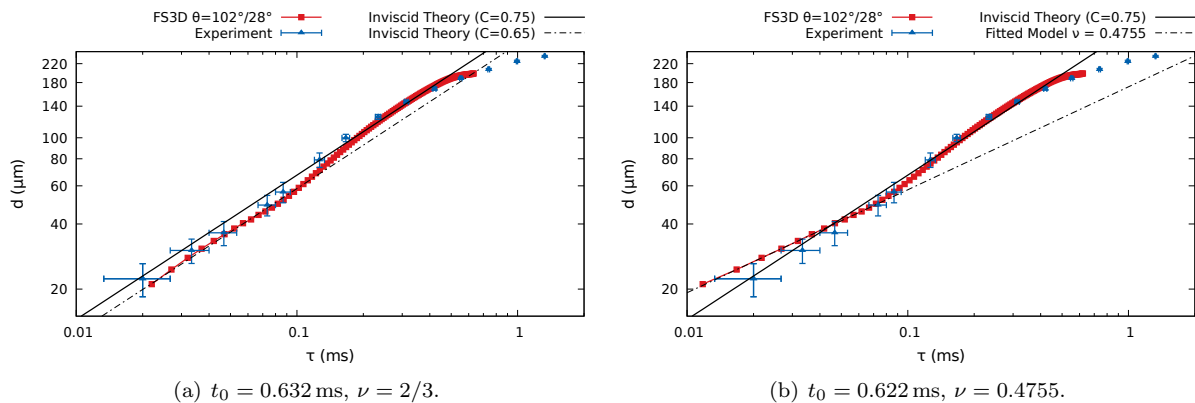 FS3D θ=102°/28°
Experiment
Inviscid Theory (C=0.75)
Inviscid Theory (C=0.65)
220
180
140
100
80
60
40
20
d (μm)
0.01
0.1
1
τ (ms)
(a) t₀ = 0.632 ms, ν = 2/3.
FS3D θ=102°/28°
Experiment
Inviscid Theory (C=0.75)
Fitted Model ν = 0.4755
220
180
140
100
80
60
40
20
d (μm)
0.01
0.1
1
τ (ms)
(b) t₀ = 0.622 ms, ν = 0.4755.